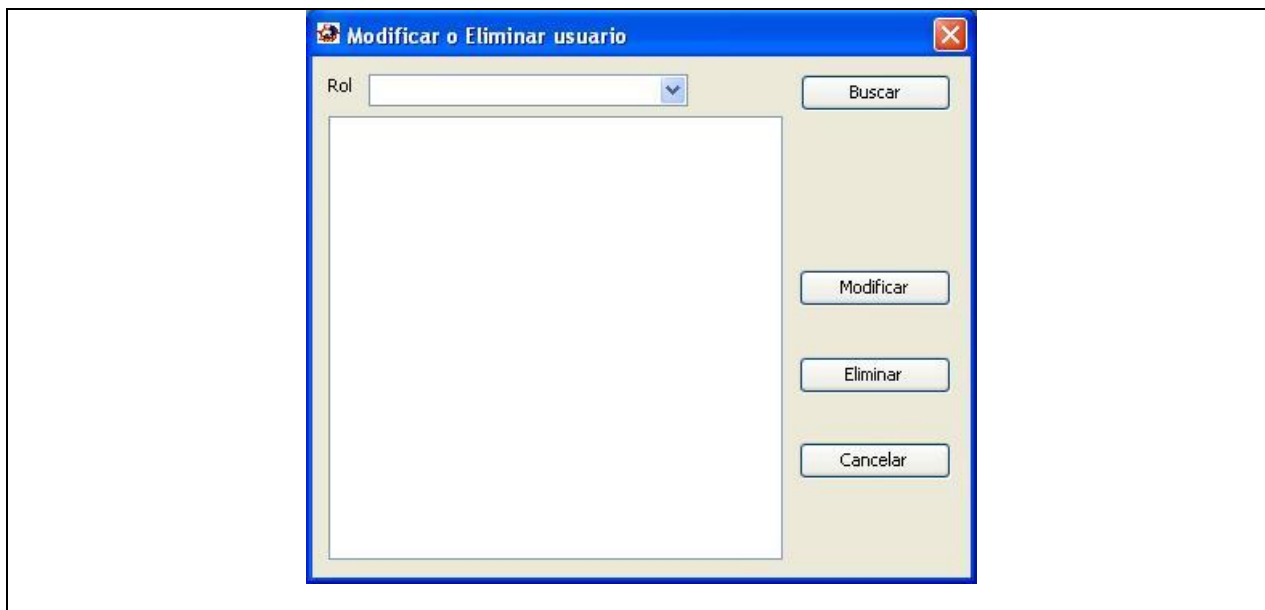 Modificar o Eliminar usuario
Rol
Buscar
Modificar
Eliminar
Cancelar